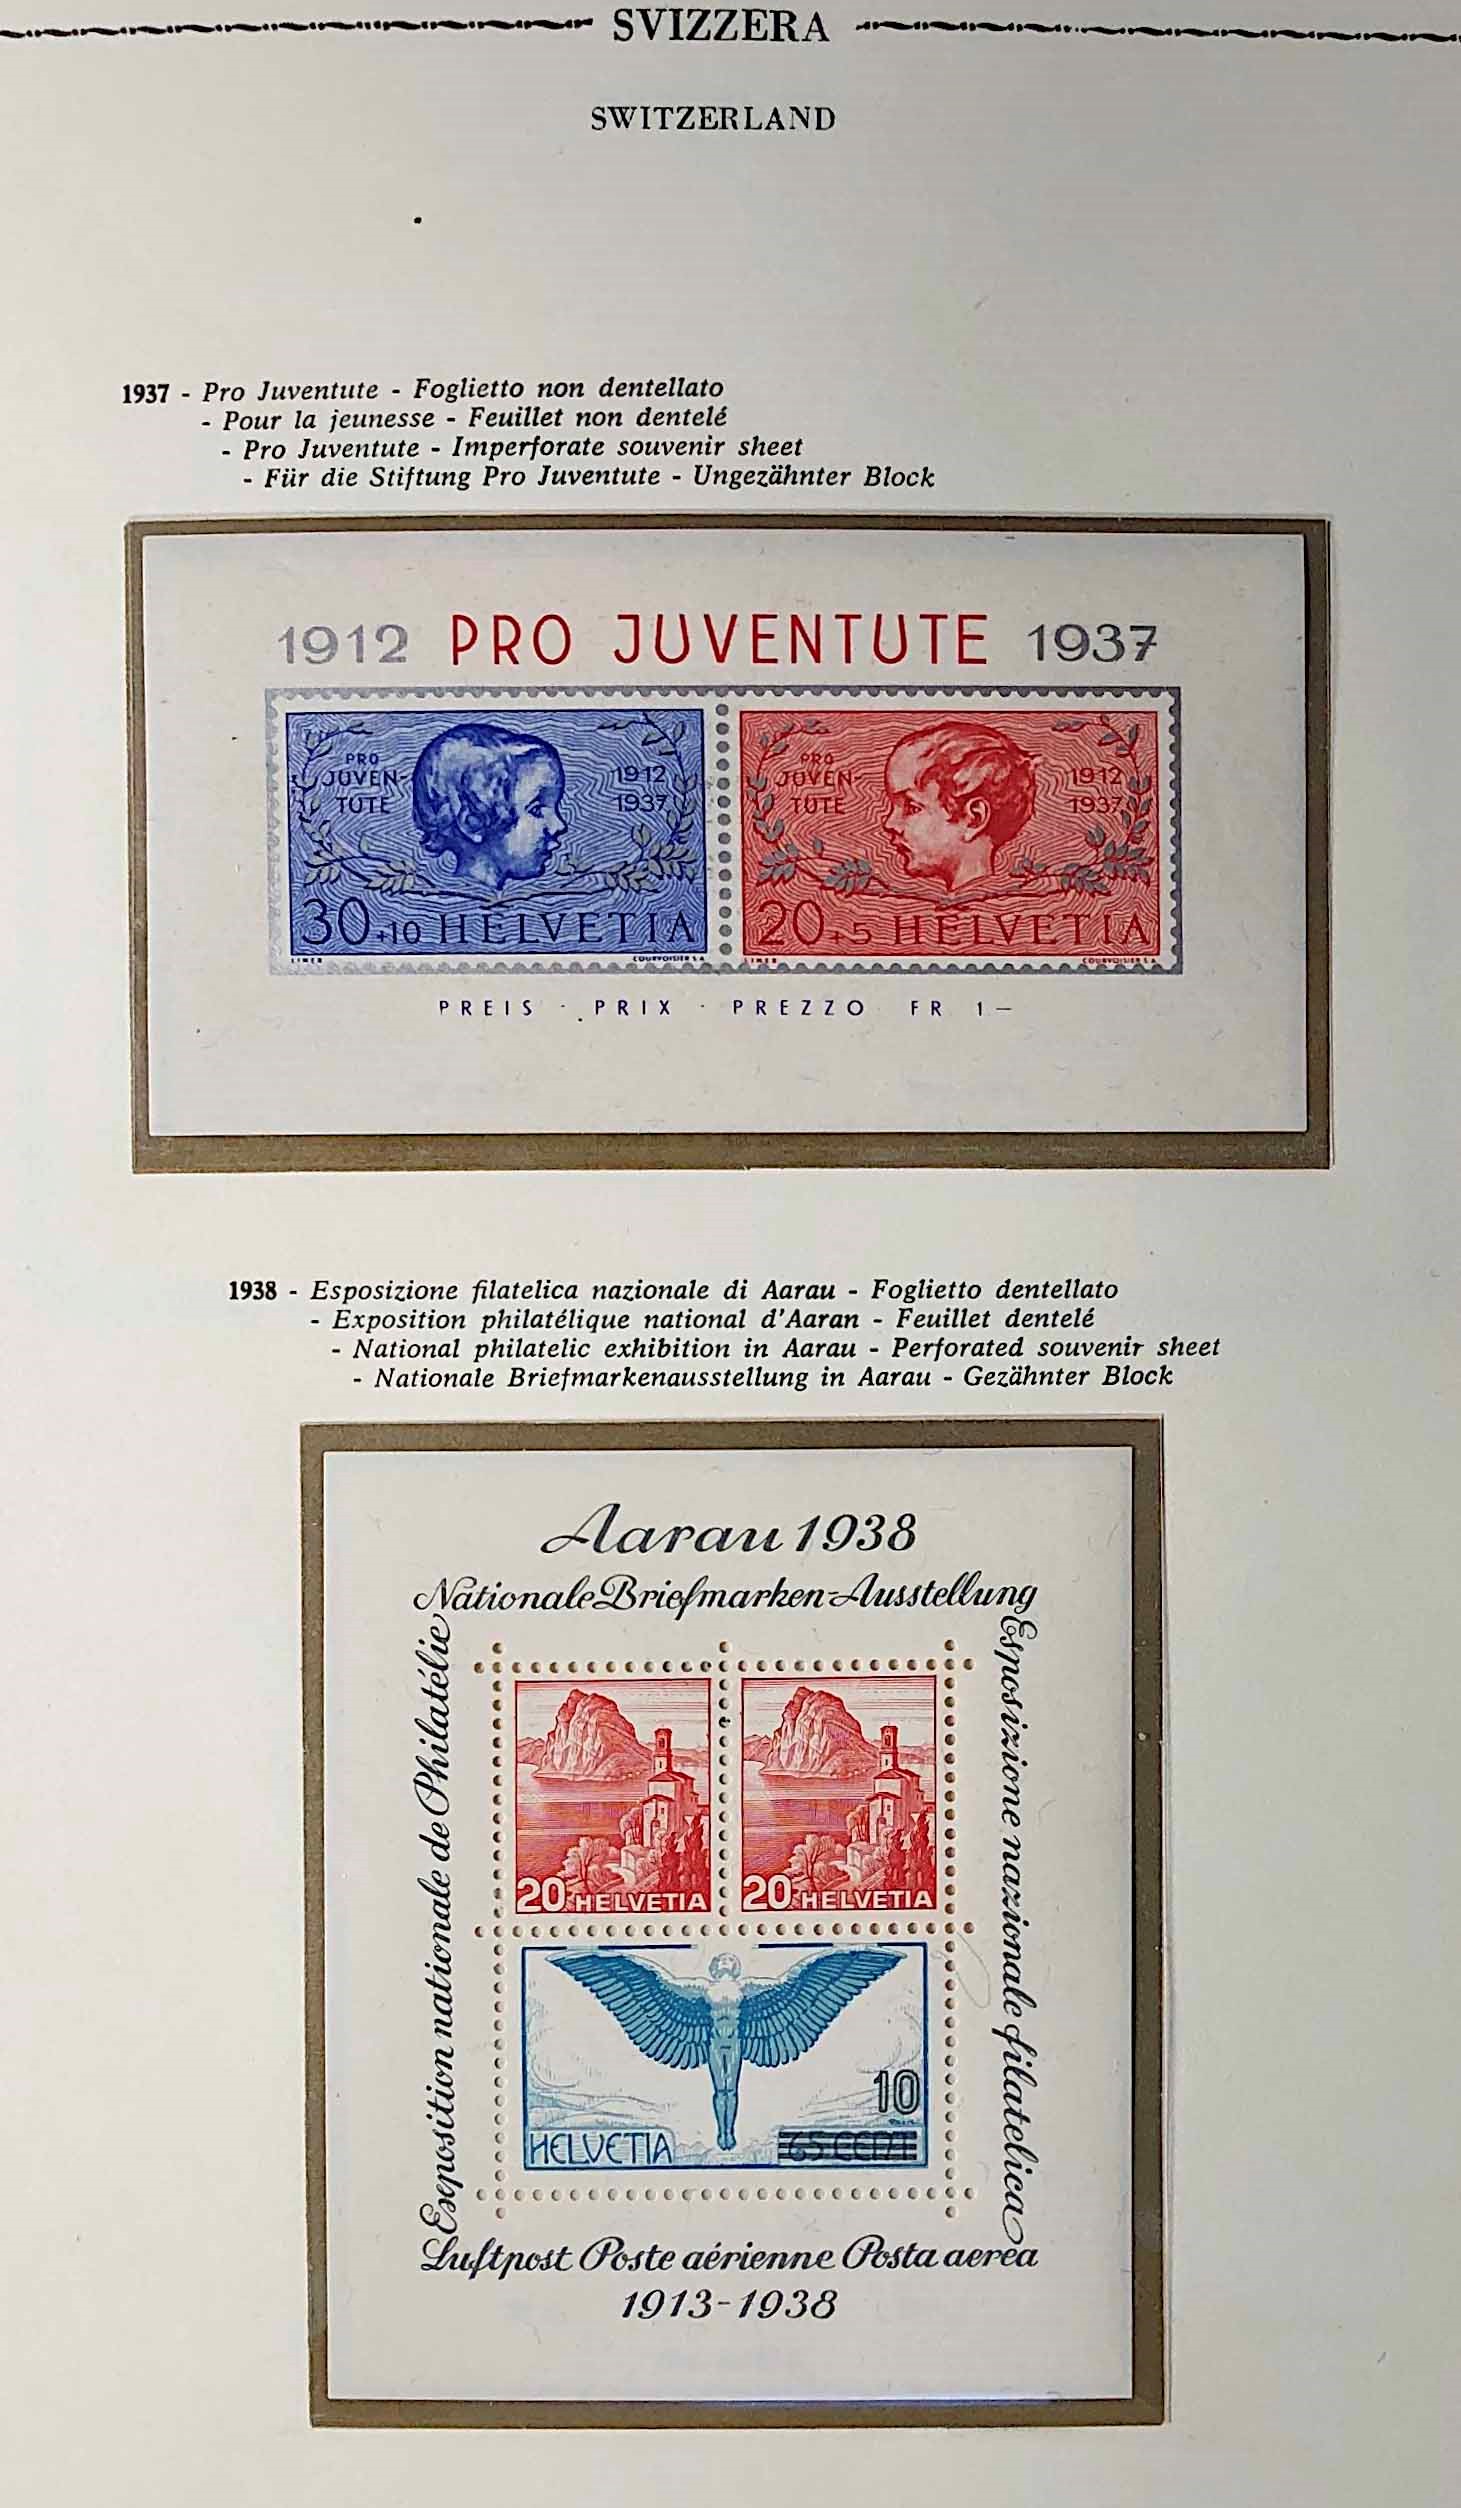 SVIZZERA
SWITZERLAND
1937 - Pro Juventute - Foglietto non dentellato
- Pour la jeunesse - Feuillet non dentelé
- Pro Juventute - Imperforate souvenir sheet
- Für die Stiftung Pro Juventute - Ungezähnter Block
1912 PRO JUVENTUTE 1937
PRO
JUVEN-
TUTE
1912
1937
30+10 HELVETIA
LINER COURVOISIER S.A.
PRO
JUVEN-
TUTE
1912
1937
20+5 HELVETIA
LINER COURVOISIER S.A.
PREIS · PRIX · PREZZO FR 1—
1938 - Esposizione filatelica nazionale di Aarau - Foglietto dentellato
- Exposition philatélique national d'Aaran - Feuillet dentelé
- National philatelic exhibition in Aarau - Perforated souvenir sheet
- Nationale Briefmarkenausstellung in Aarau - Gezähnter Block
Aarau 1938
Nationale Briefmarken-Ausstellung
Exposition nationale de Philatélie
Esposizione nazionale filatelica
20 HELVETIA
20 HELVETIA
10
HELVETIA 65 CENT.
Luftpost Poste aérienne Posta aerea
1913-1938